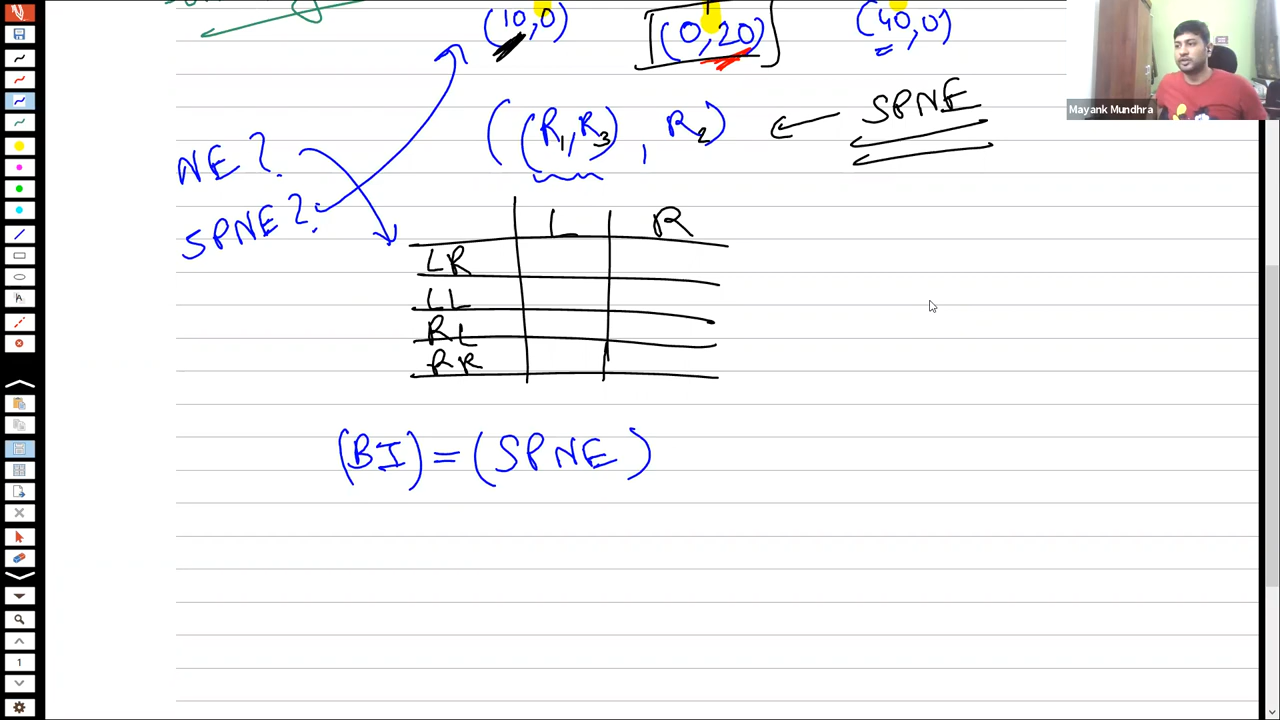 (10,0) (0,20) (40,0)
Mayank Mundhra
SPNE
((R₁,R₃), R₂)
NE?
SPNE?
L R
LR
LL
RL
RR
(BI) = (SPNE)
1